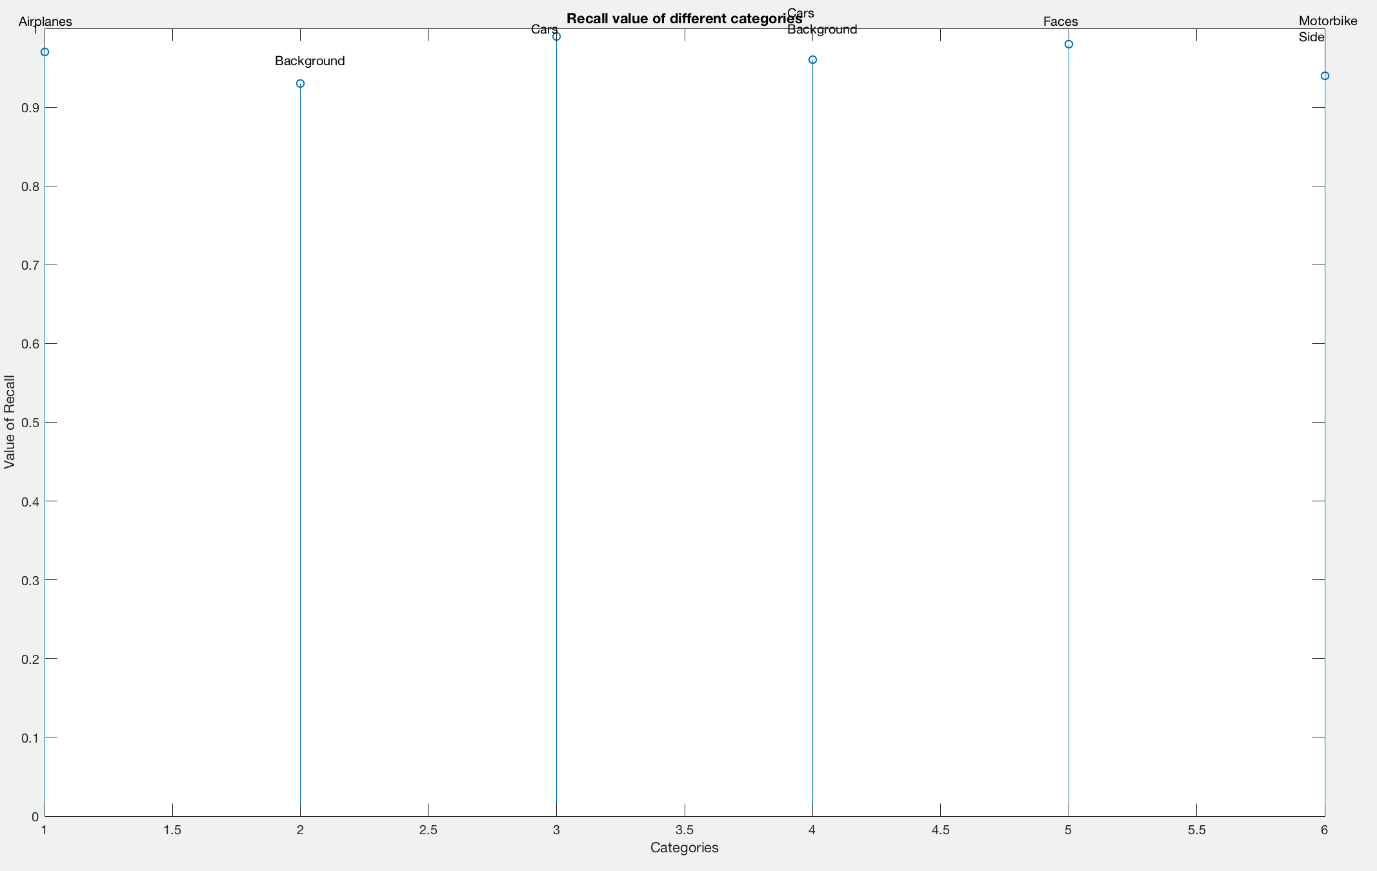 Recall value of different categories
Airplanes
Background
Cars
Cars
Background
Faces
Motorbike
Side
1
0.9
0.8
0.7
0.6
0.5
0.4
0.3
0.2
0.1
0
Value of Recall
1
1.5
2
2.5
3
3.5
4
4.5
5
5.5
6
Categories